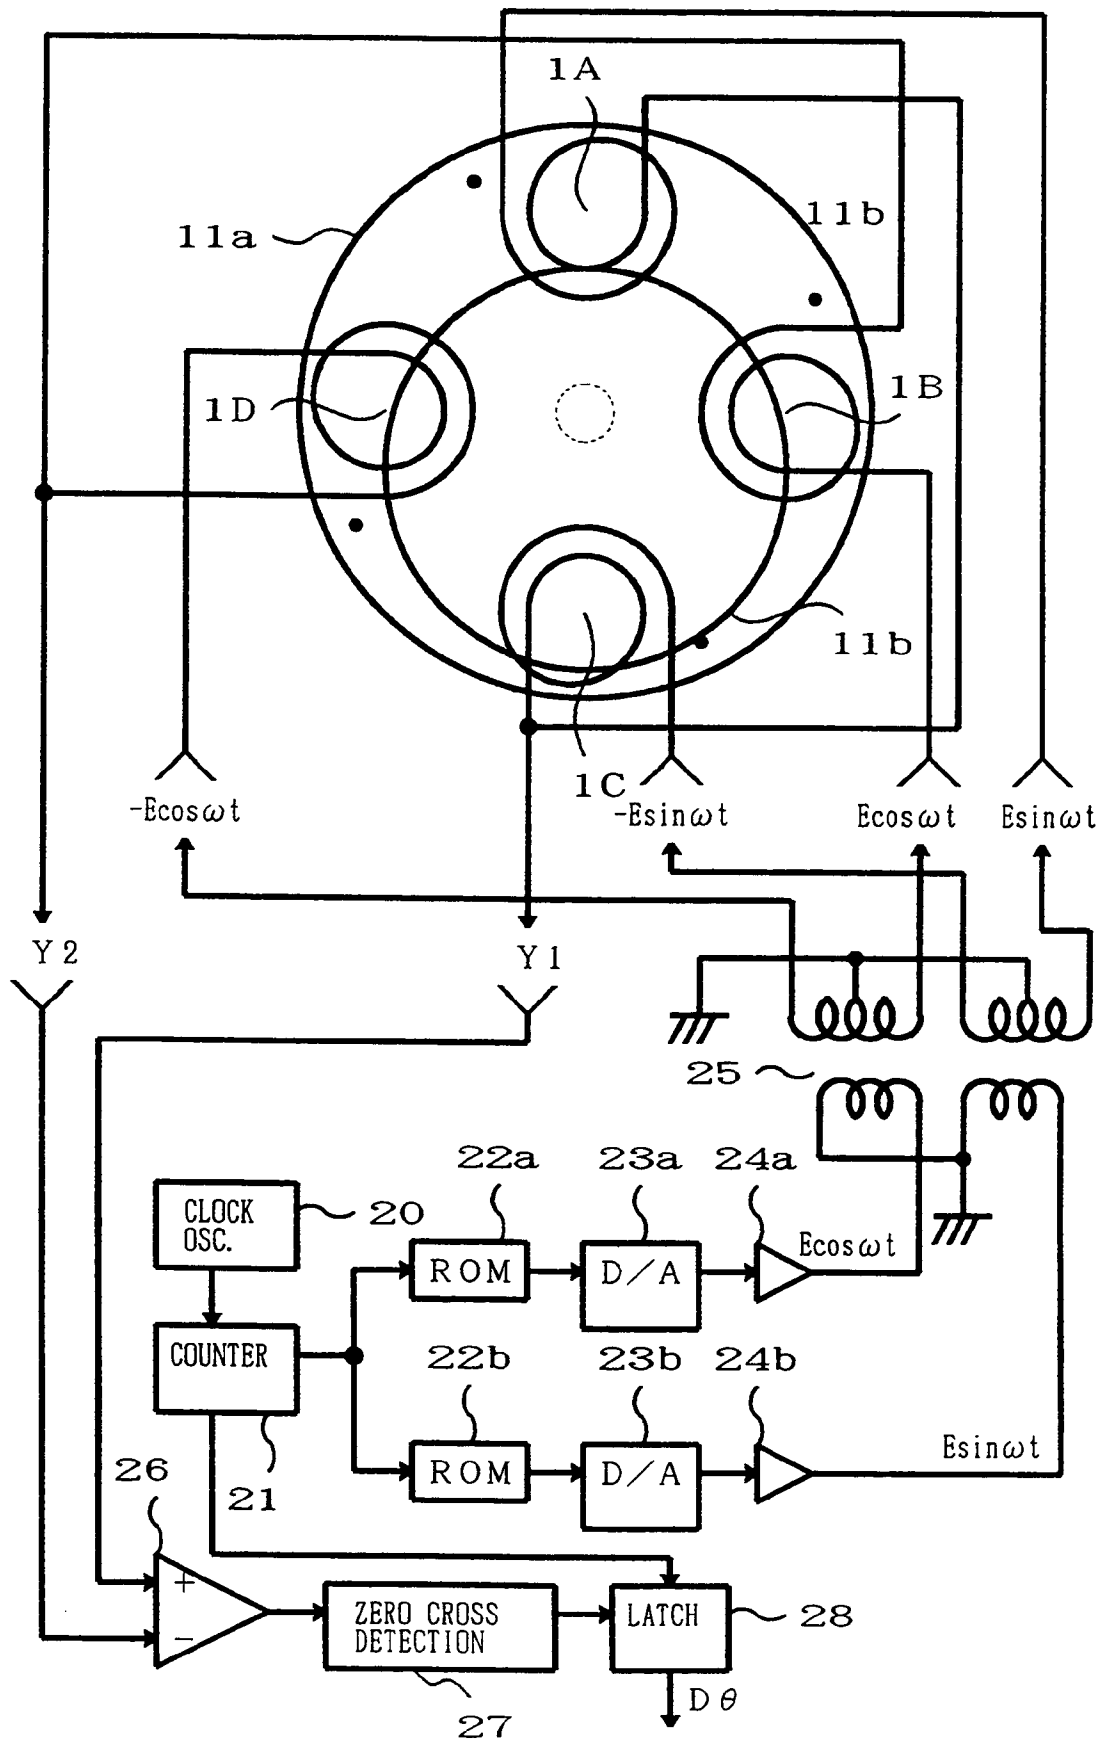 1A
11b
11a
1D
1B
11b
1C
-Ecosωt
-Esinωt
Ecosωt
Esinωt
Y2
Y1
25
22a
23a
24a
CLOCK
OSC.
20
Ecosωt
ROM
D/A
COUNTER
22b
23b
24b
Esinωt
ROM
D/A
26
21
+
-
ZERO CROSS
DETECTION
LATCH
28
Dθ
27